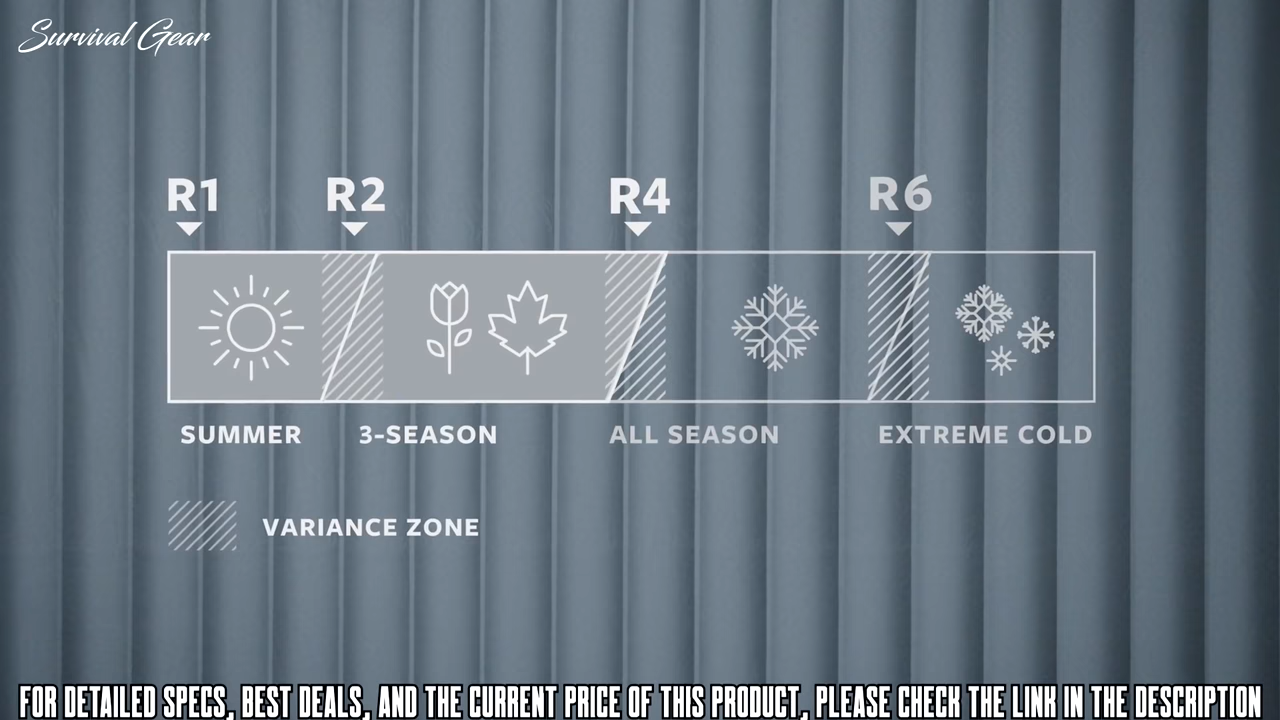 Survival Gear
R1 R2 R4 R6
SUMMER 3-SEASON ALL SEASON EXTREME COLD
VARIANCE ZONE
FOR DETAILED SPECS, BEST DEALS, AND THE CURRENT PRICE OF THIS PRODUCT, PLEASE CHECK THE LINK IN THE DESCRIPTION